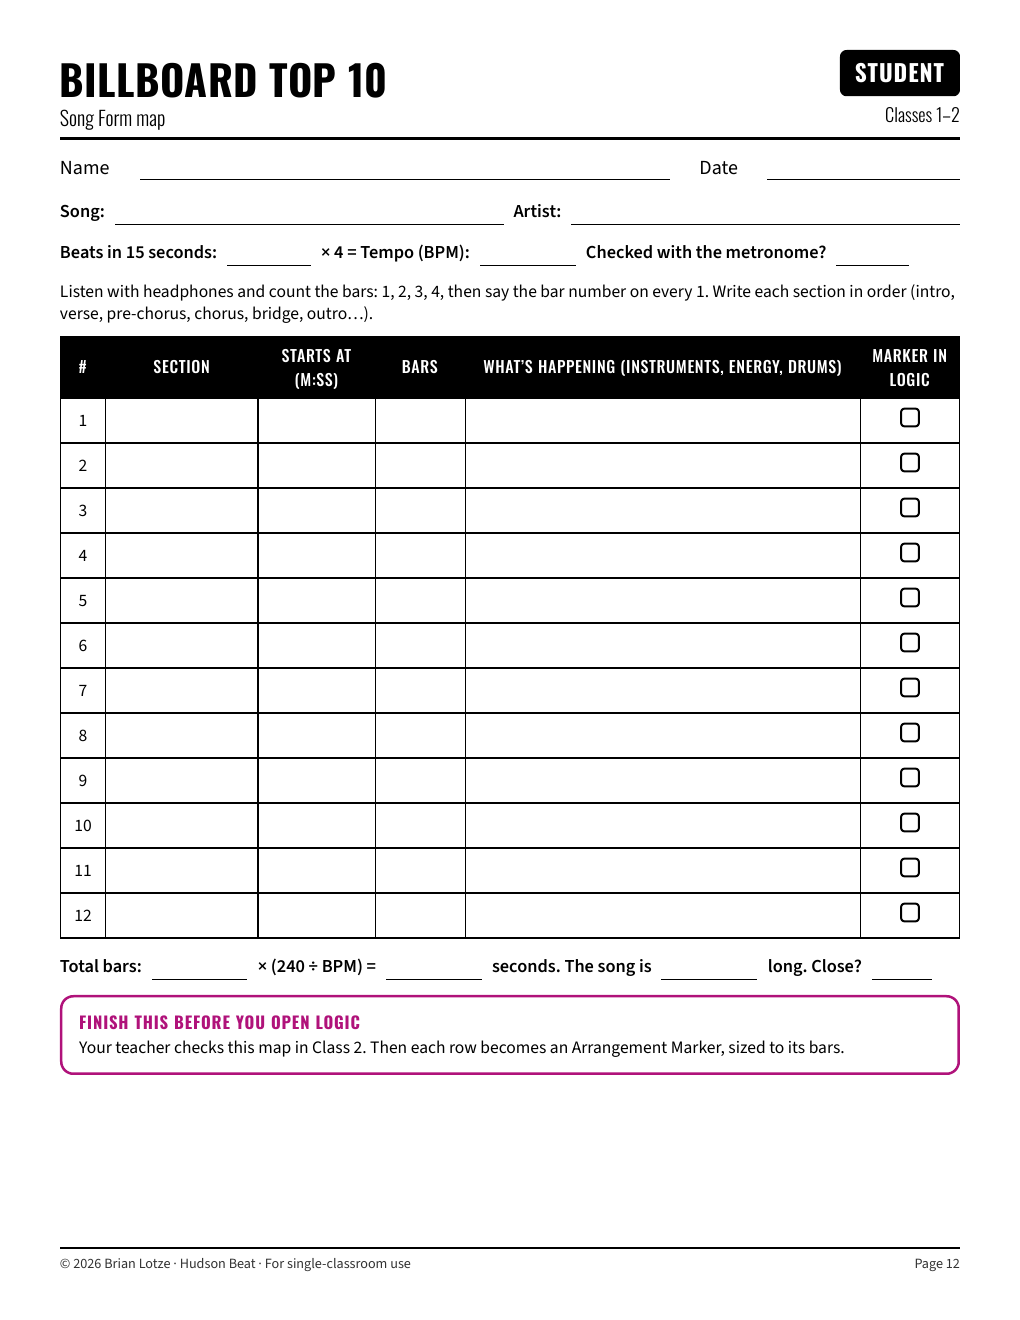 BILLBOARD TOP 10
STUDENT
Song Form map
Classes 1–2
Name
Date
Song:
Artist:
Beats in 15 seconds:
× 4 = Tempo (BPM):
Checked with the metronome?
Listen with headphones and count the bars: 1, 2, 3, 4, then say the bar number on every 1. Write each section in order (intro,
verse, pre-chorus, chorus, bridge, outro…).
#
SECTION
STARTS AT
(M:SS)
BARS
WHAT’S HAPPENING (INSTRUMENTS, ENERGY, DRUMS)
MARKER IN
LOGIC
1
2
3
4
5
6
7
8
9
10
11
12
Total bars:
× (240 ÷ BPM) =
seconds. The song is
long. Close?
FINISH THIS BEFORE YOU OPEN LOGIC
Your teacher checks this map in Class 2. Then each row becomes an Arrangement Marker, sized to its bars.
© 2026 Brian Lotze · Hudson Beat · For single-classroom use
Page 12